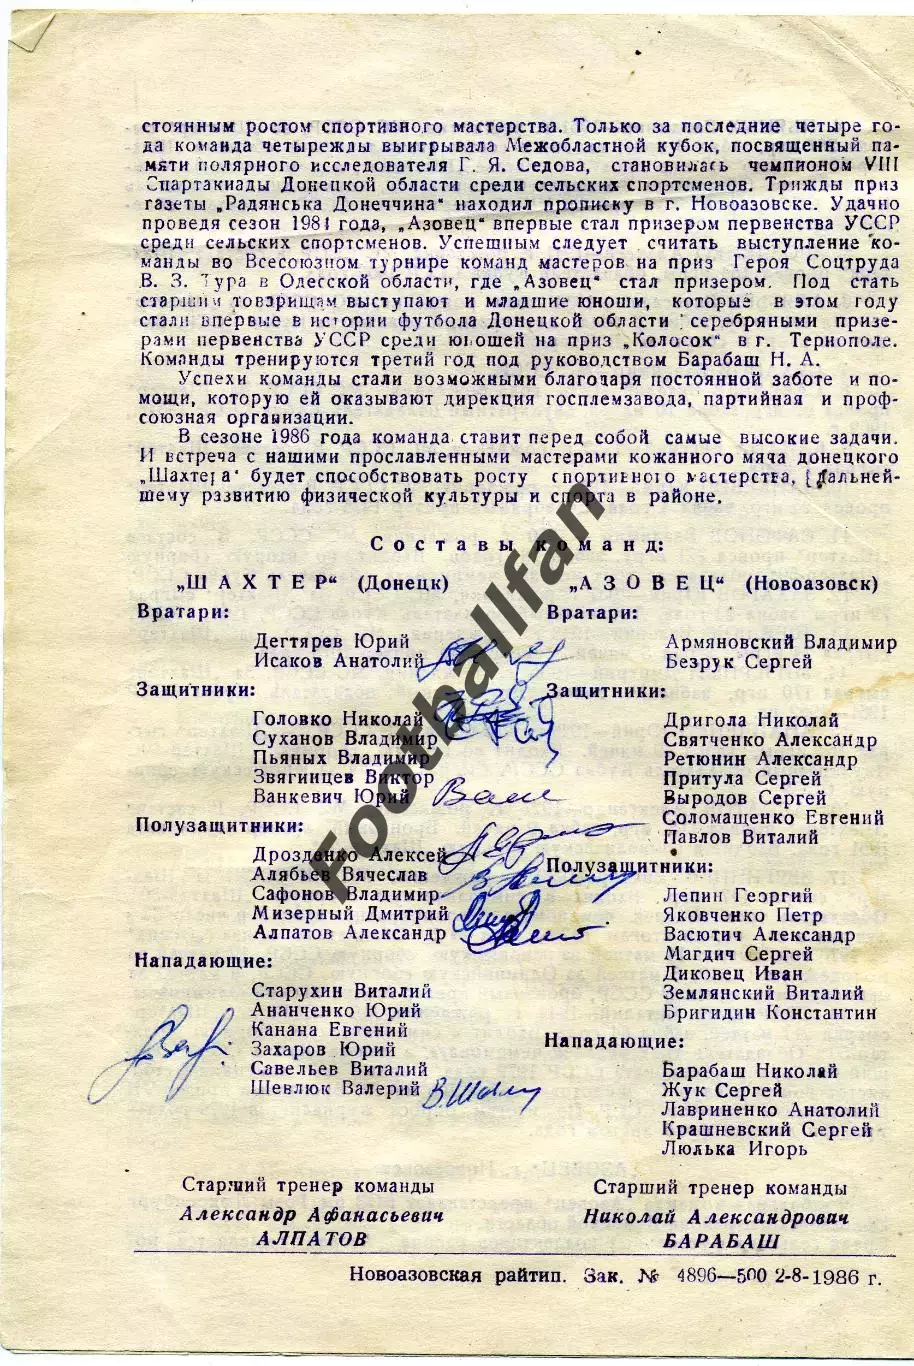 стоянным ростом спортивного мастерства. Только за последние четыре го-
да команда четырежды выигрывала Межобластной кубок, посвященный па-
мяти полярного исследователя Г. Я. Седова, становилась чемпионом VIII
Спартакиады Донецкой области среди сельских спортсменов. Трижды приз
газеты „Радянська Донеччина" находил прописку в г. Новоазовске. Удачно
проведя сезон 1984 года, „Азовец" впервые стал призером первенства УССР
среди сельских спортсменов. Успешным следует считать выступление ко-
манды во Всесоюзном турнире команд мастеров на приз Героя Соцтруда
В. З. Тура в Одесской области, где „Азовец" стал призером. Под стать
старшим товарищам выступают и младшие юноши, которые в этом году
стали впервые в истории футбола Донецкой области серебряными призе-
рами первенства УССР среди юношей на приз „Колосок" в г. Тернополе.
Команды тренируются третий год под руководством Барабаш Н. А.
Успехи команды стали возможными благодаря постоянной заботе и по-
мощи, которую ей оказывают дирекция госплемзавода, партийная и проф-
союзная организации.
В сезоне 1986 года команда ставит перед собой самые высокие задачи.
И встреча с нашими прославленными мастерами кожанного мяча донецкого
„Шахтера" будет способствовать росту спортивного мастерства, дальней-
шему развитию физической культуры и спорта в районе.
Составы команд:
„ШАХТЕР" (Донецк)
Вратари:
Дегтярев Юрий
Исаков Анатолий
Защитники:
Головко Николай
Суханов Владимир
Пьяных Владимир
Звягинцев Виктор
Ванкевич Юрий
Полузащитники:
Дрозденко Алексей
Алябьев Вячеслав
Сафонов Владимир
Мизерный Дмитрий
Алпатов Александр
Нападающие:
Старухин Виталий
Ананченко Юрий
Канана Евгений
Захаров Юрий
Савельев Виталий
Шевлюк Валерий
Старший тренер команды
Александр Афанасьевич
АЛПАТОВ
„АЗОВЕЦ" (Новоазовск)
Вратари:
Армяновский Владимир
Безрук Сергей
Защитники:
Дригола Николай
Святченко Александр
Ретюнин Александр
Притула Сергей
Выродов Сергей
Соломащенко Евгений
Павлов Виталий
Полузащитники:
Лепин Георгий
Яковченко Петр
Васютич Александр
Магдич Сергей
Диковец Иван
Землянский Виталий
Бригидин Константин
Нападающие:
Барабаш Николай
Жук Сергей
Лавриненко Анатолий
Крашневский Сергей
Люлька Игорь
Старший тренер команды
Николай Александрович
БАРАБАШ
Новоазовская райтип. Зак. № 4896—500 2-8-1986 г.
Footballfan